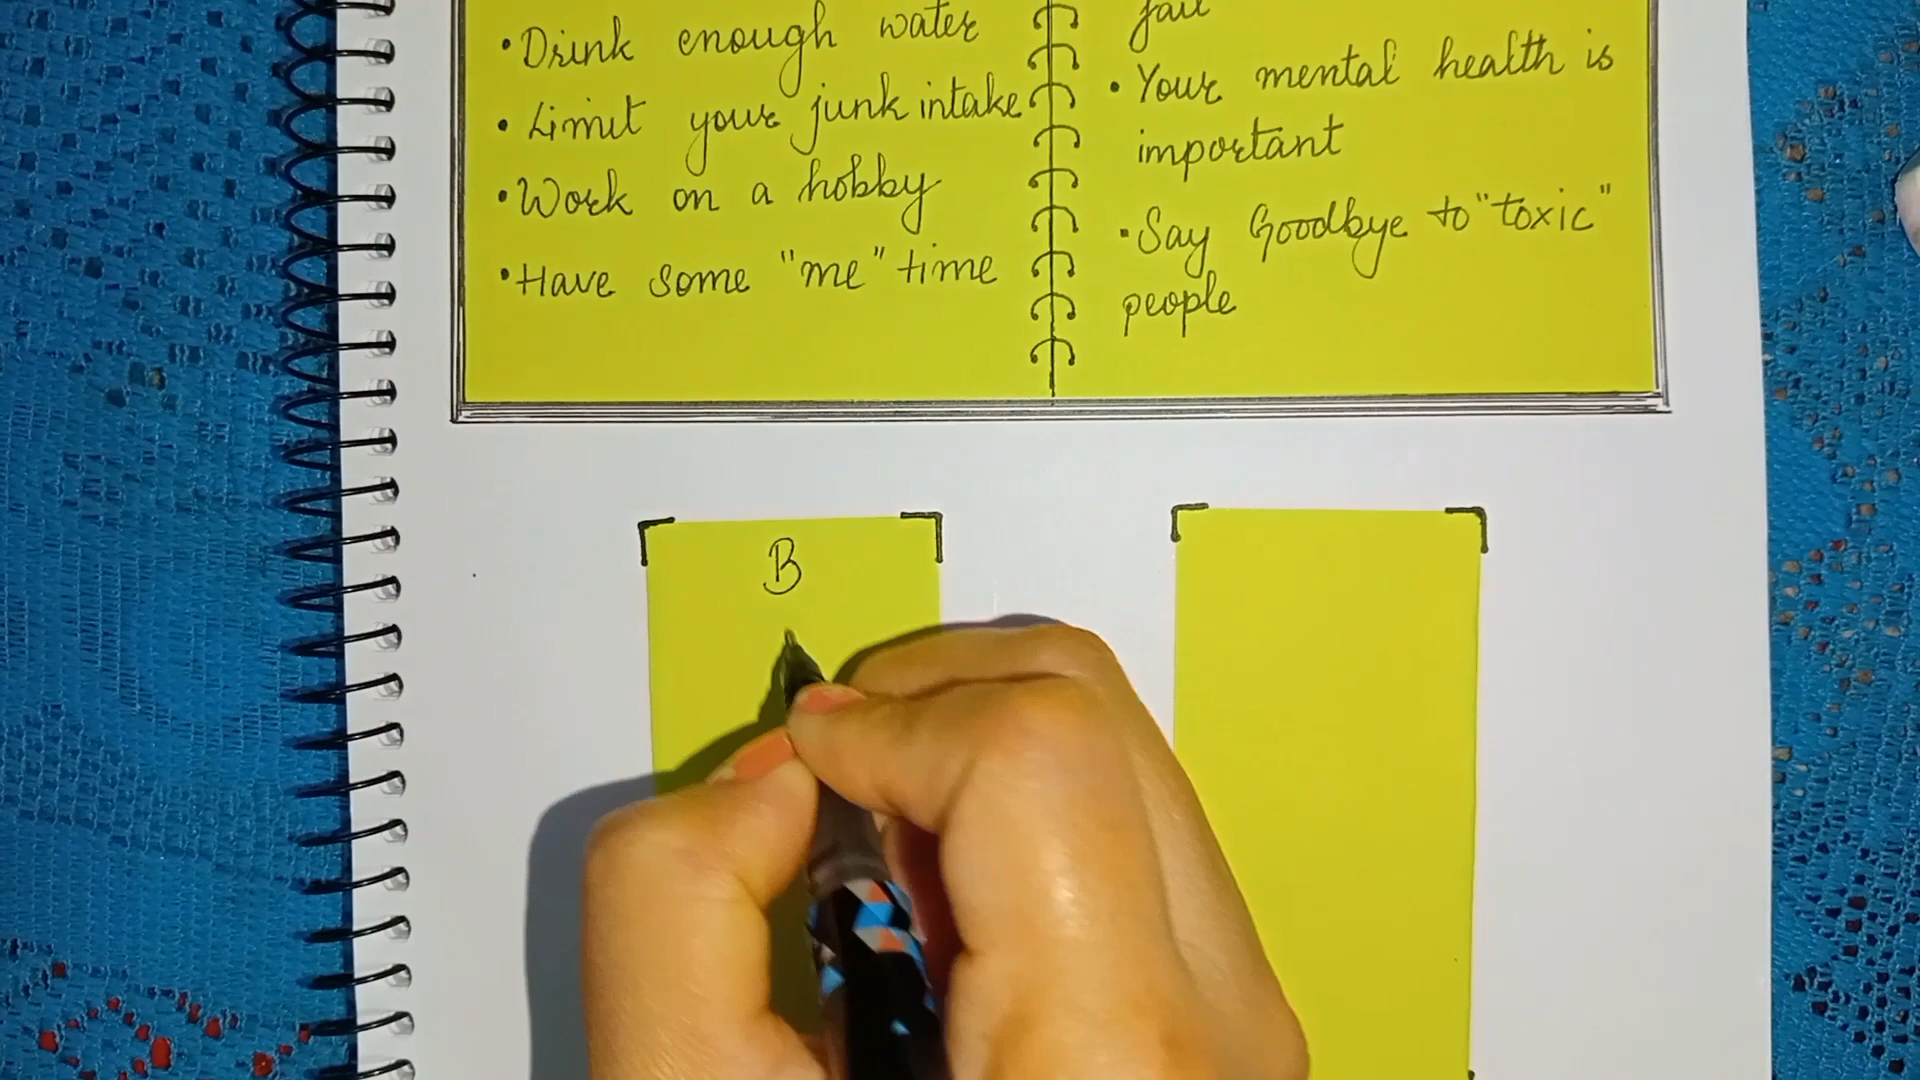 •Drink enough water
• Limit your junk intake
•Work on a hobby
•Have some "me" time
fail
• Your mental health is
important
•Say Goodbye to "toxic"
people
B